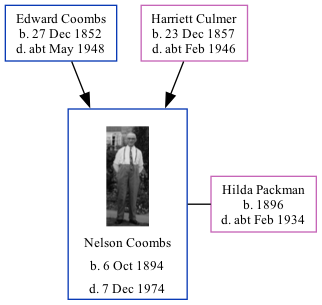 Edward Coombs
b. 27 Dec 1852
d. abt May 1948
Harriett Culmer
b. 23 Dec 1857
d. abt Feb 1946
Nelson Coombs
b. 6 Oct 1894
d. 7 Dec 1974
Hilda Packman
b. 1896
d. abt Feb 1934